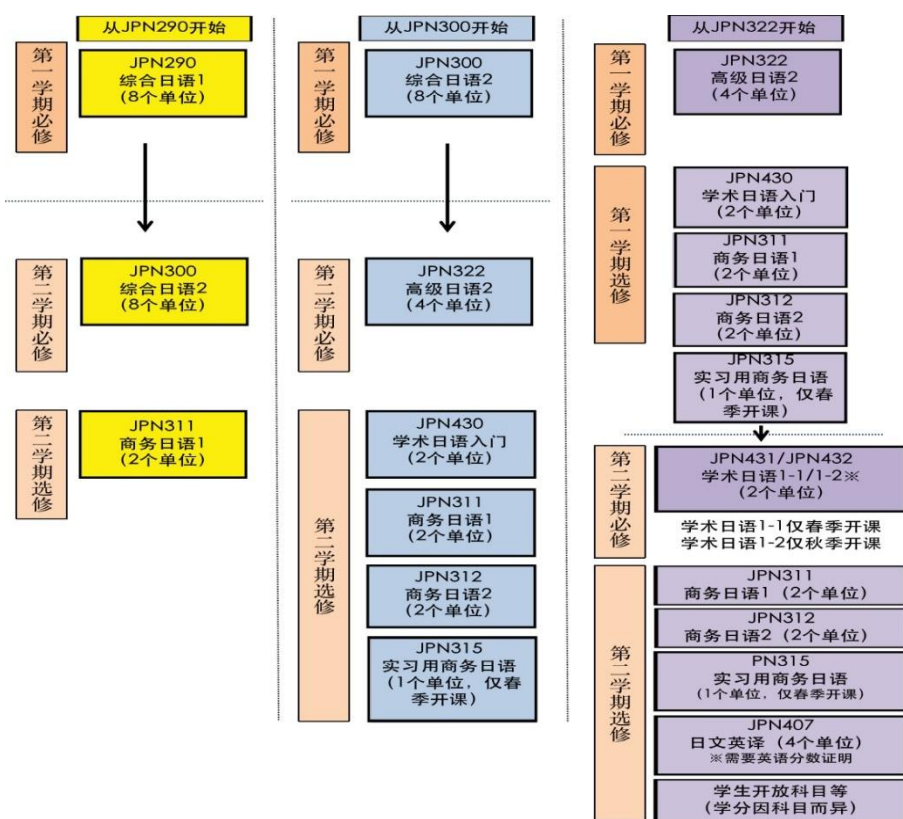 从JPN290开始
第一学期必修
JPN290
综合日语1
(8个单位)
第二学期必修
JPN300
综合日语2
(8个单位)
第二学期选修
JPN311
商务日语1
(2个单位)
从JPN300开始
第一学期必修
JPN300
综合日语2
(8个单位)
第二学期必修
JPN322
高级日语2
(4个单位)
第二学期选修
JPN430
学术日语入门
(2个单位)
JPN311
商务日语1
(2个单位)
JPN312
商务日语2
(2个单位)
JPN315
实习用商务日语
(1个单位，仅春
季开课)
从JPN322开始
第一学期必修
JPN322
高级日语2
(4个单位)
第一学期选修
JPN430
学术日语入门
(2个单位)
JPN311
商务日语1
(2个单位)
JPN312
商务日语2
(2个单位)
JPN315
实习用商务日语
(1个单位，仅春
季开课)
第二学期必修
JPN431/JPN432
学术日语1-1/1-2※
(2个单位)
学术日语1-1仅春季开课
学术日语1-2仅秋季开课
第二学期选修
JPN311
商务日语1 (2个单位)
JPN312
商务日语2 (2个单位)
PN315
实习用商务日语
(1个单位，仅春季开课)
JPN407
日文英译 (4个单位)
※需要英语分数证明
学生开放科目等
(学分因科目而异)